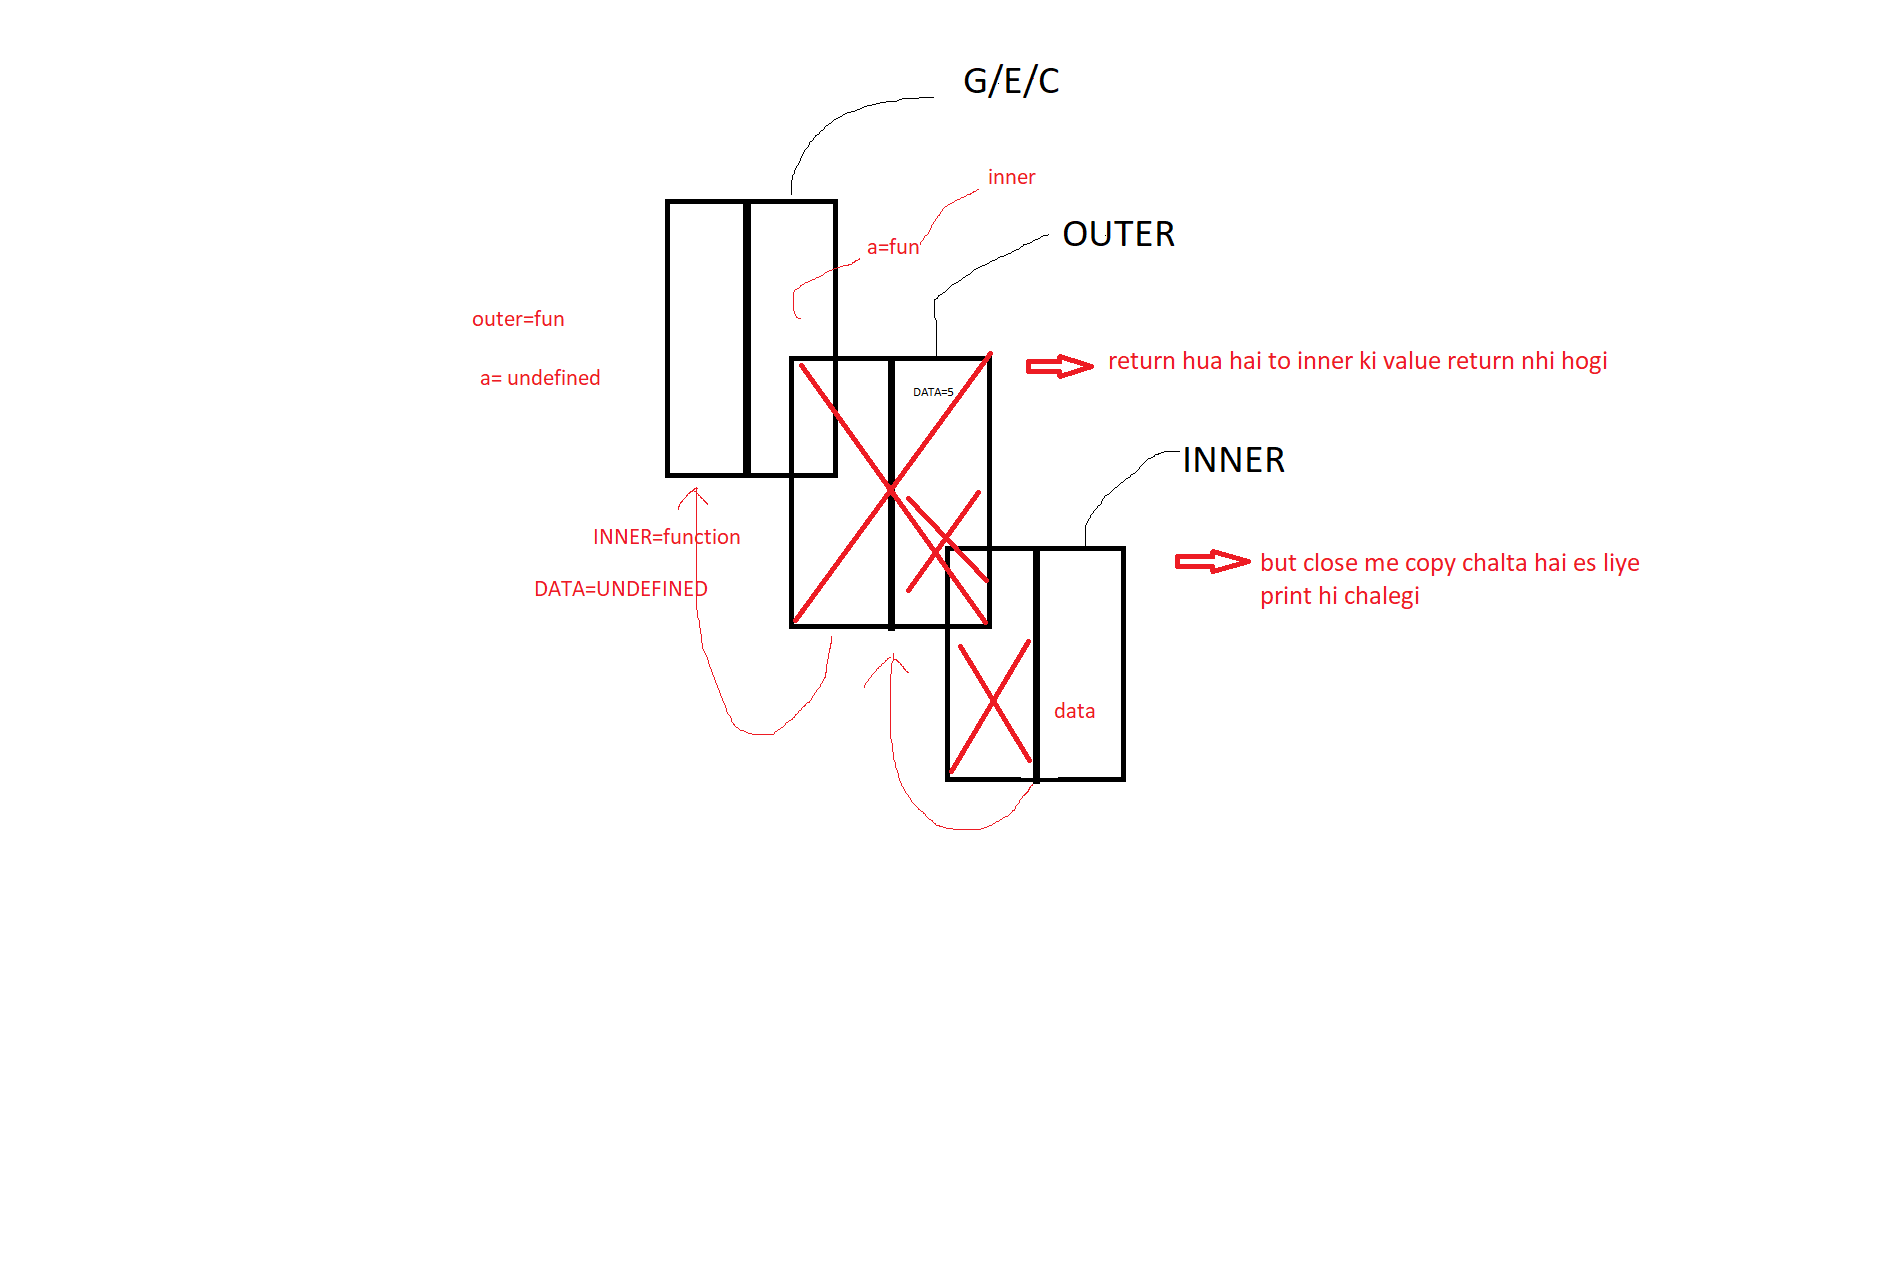 G/E/C
inner
OUTER
a=fun
outer=fun
return hua hai to inner ki value return nhi hogi
a= undefined
DATA=5
INNER
INNER=function
but close me copy chalta hai es liye
print hi chalegi
DATA=UNDEFINED
data